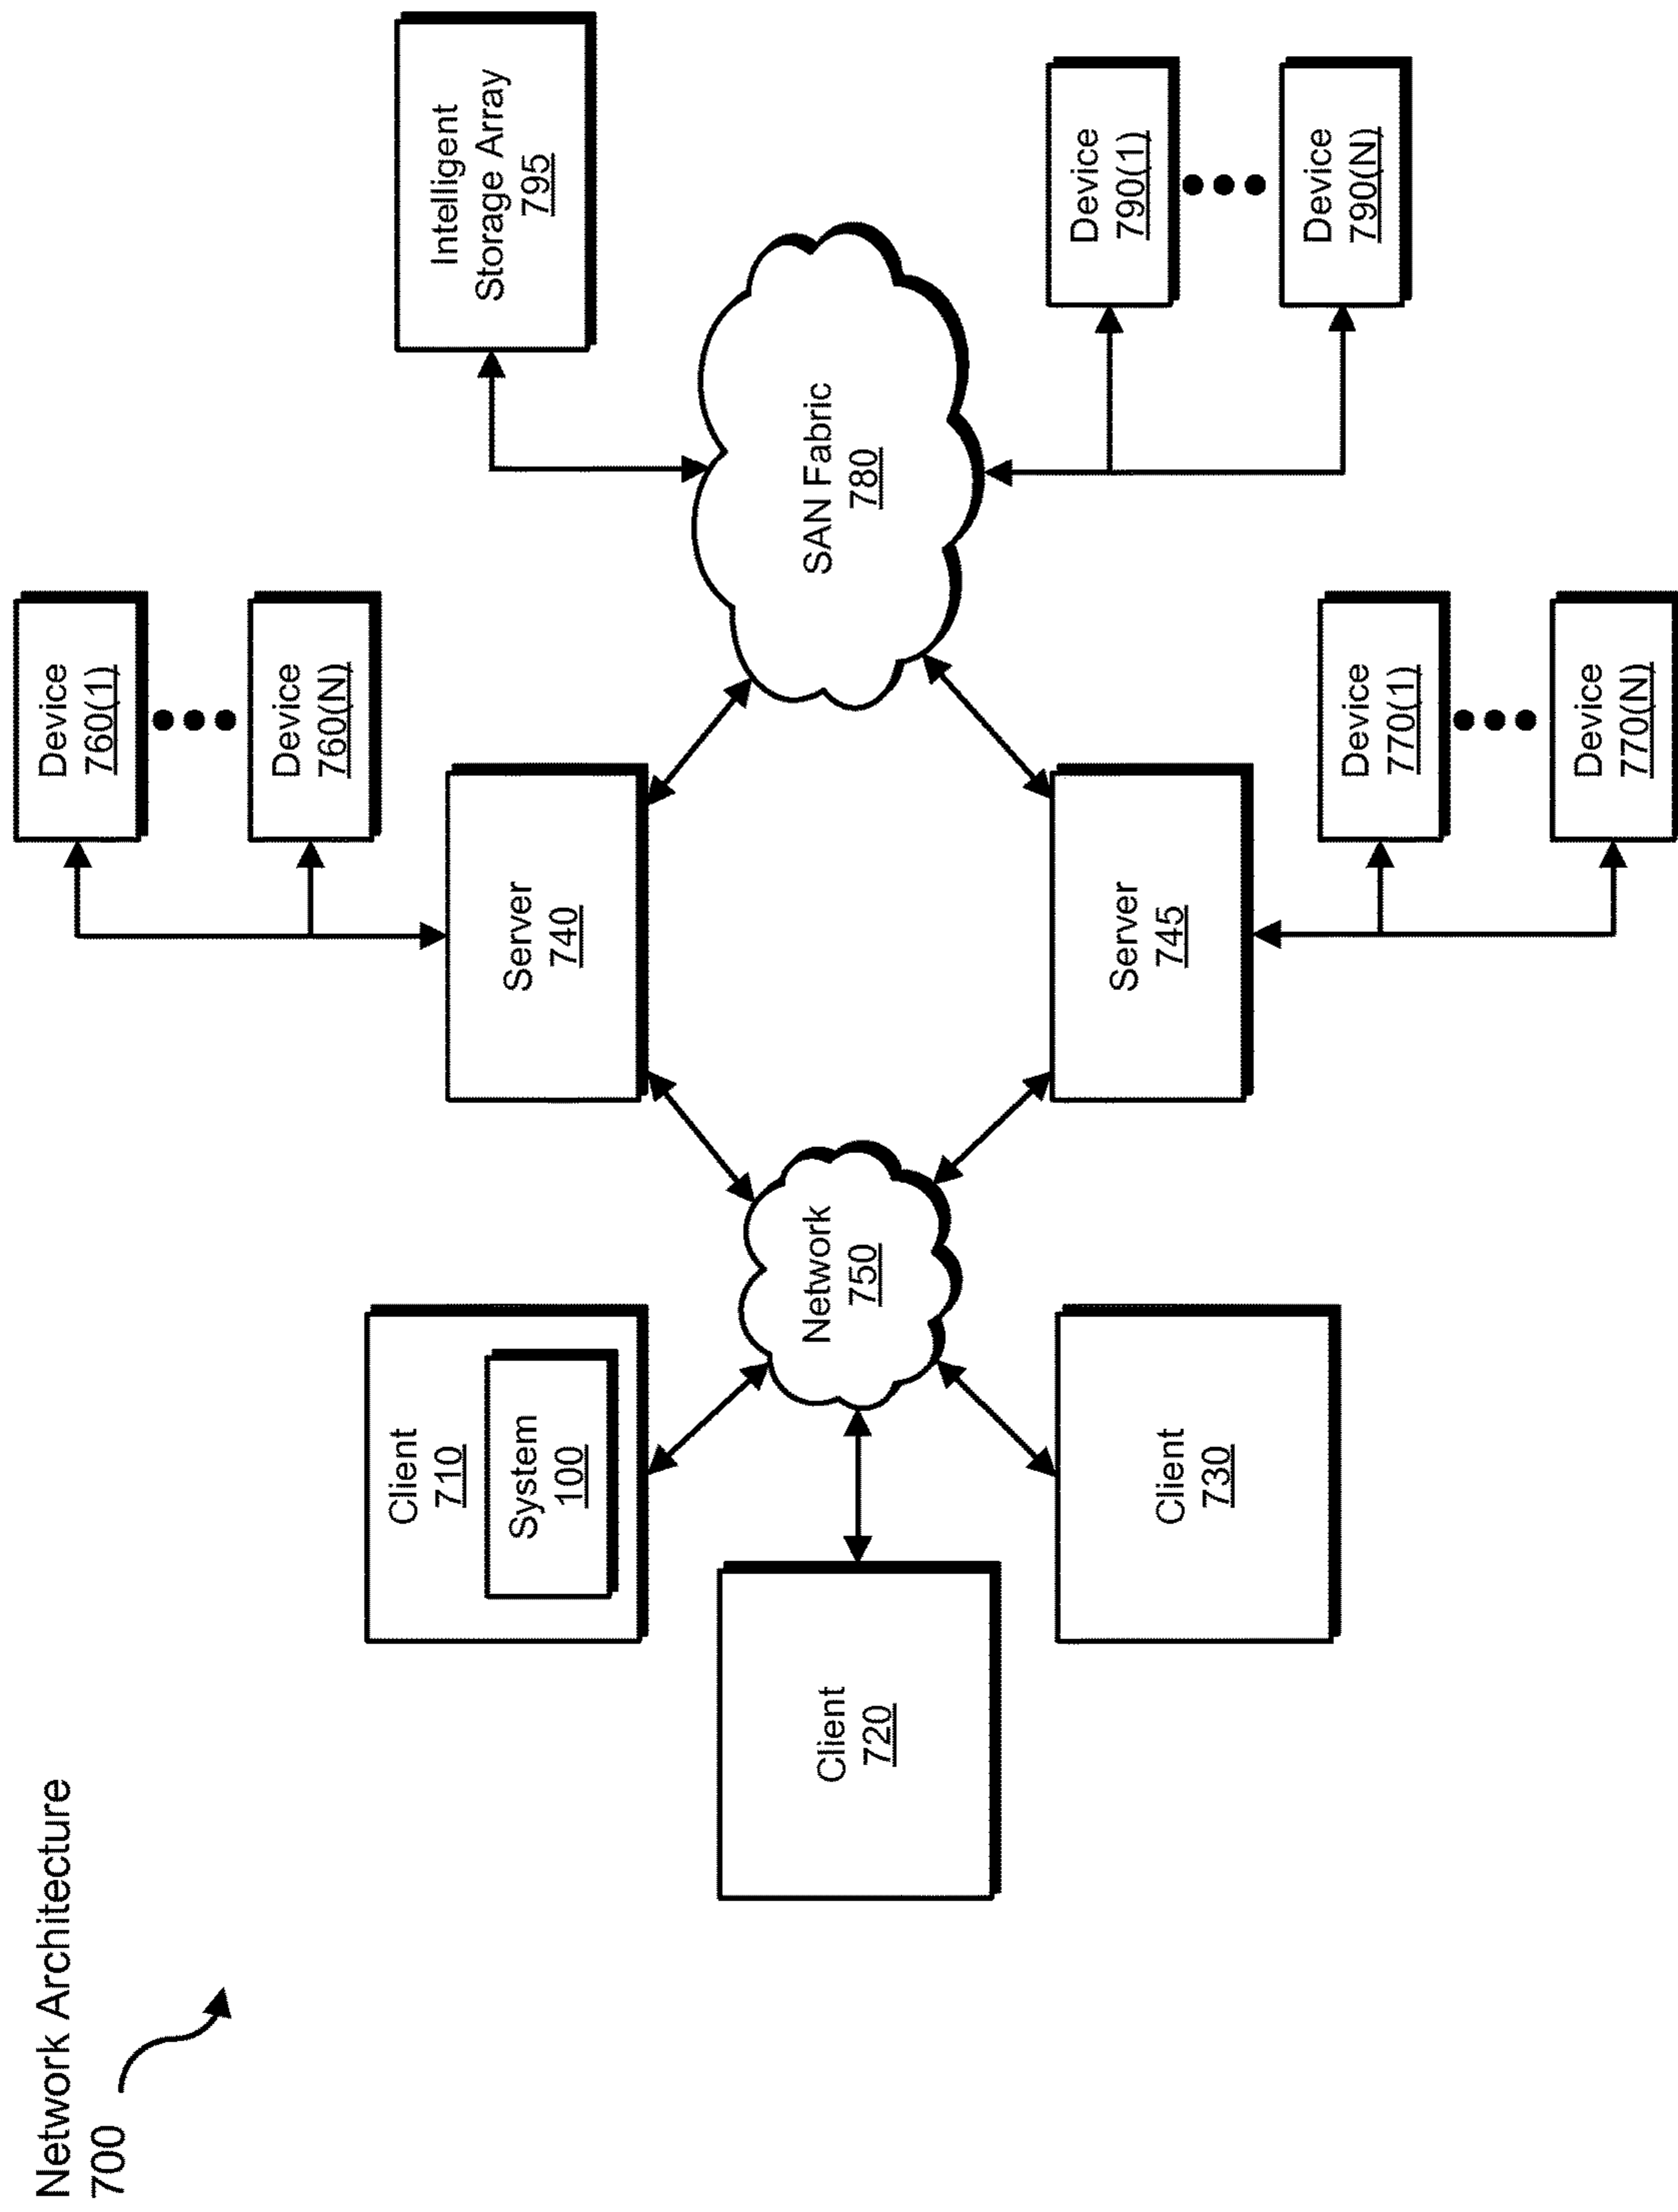 Network Architecture
700
Client
710
System
100
Client
720
Client
730
Network
750
Device
760(1)
Device
760(N)
Server
740
Server
745
Device
770(1)
Device
770(N)
SAN Fabric
780
Intelligent
Storage Array
795
Device
790(1)
Device
790(N)